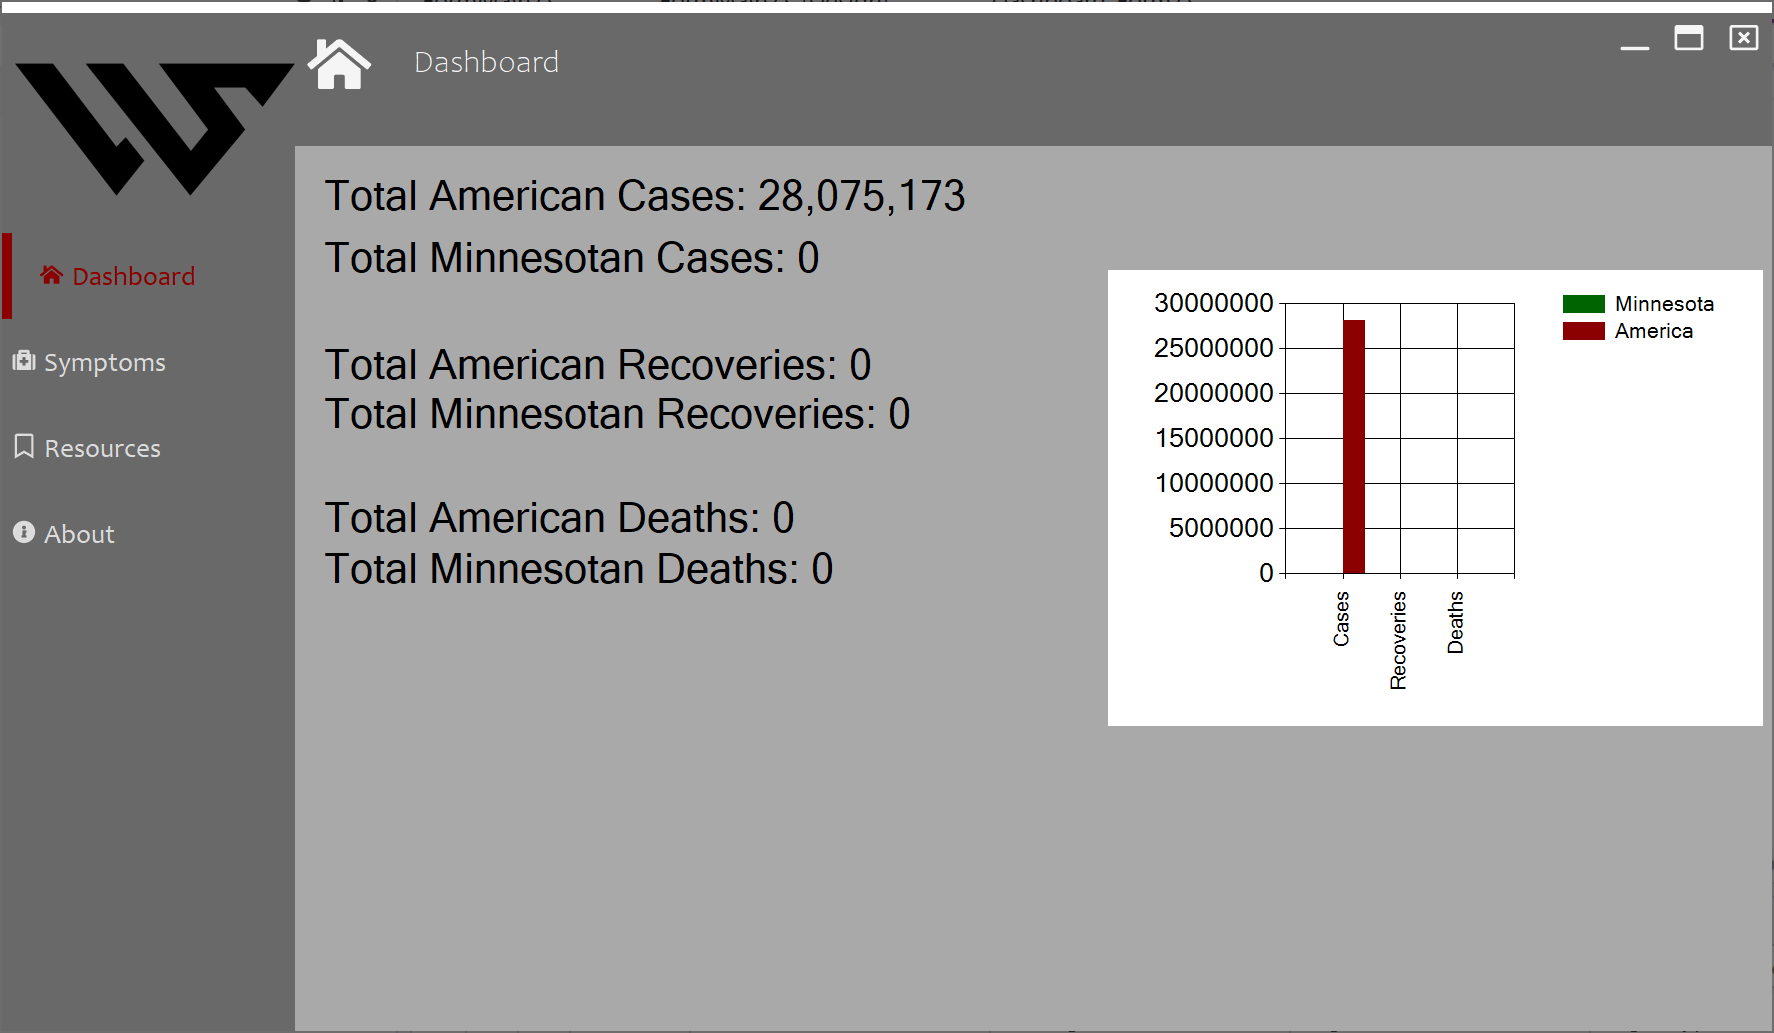 Dashboard
Dashboard
Symptoms
Resources
About
Total American Cases: 28,075,173
Total Minnesotan Cases: 0
Total American Recoveries: 0
Total Minnesotan Recoveries: 0
Total American Deaths: 0
Total Minnesotan Deaths: 0
30000000
25000000
20000000
15000000
10000000
5000000
0
Cases
Recoveries
Deaths
Minnesota
America